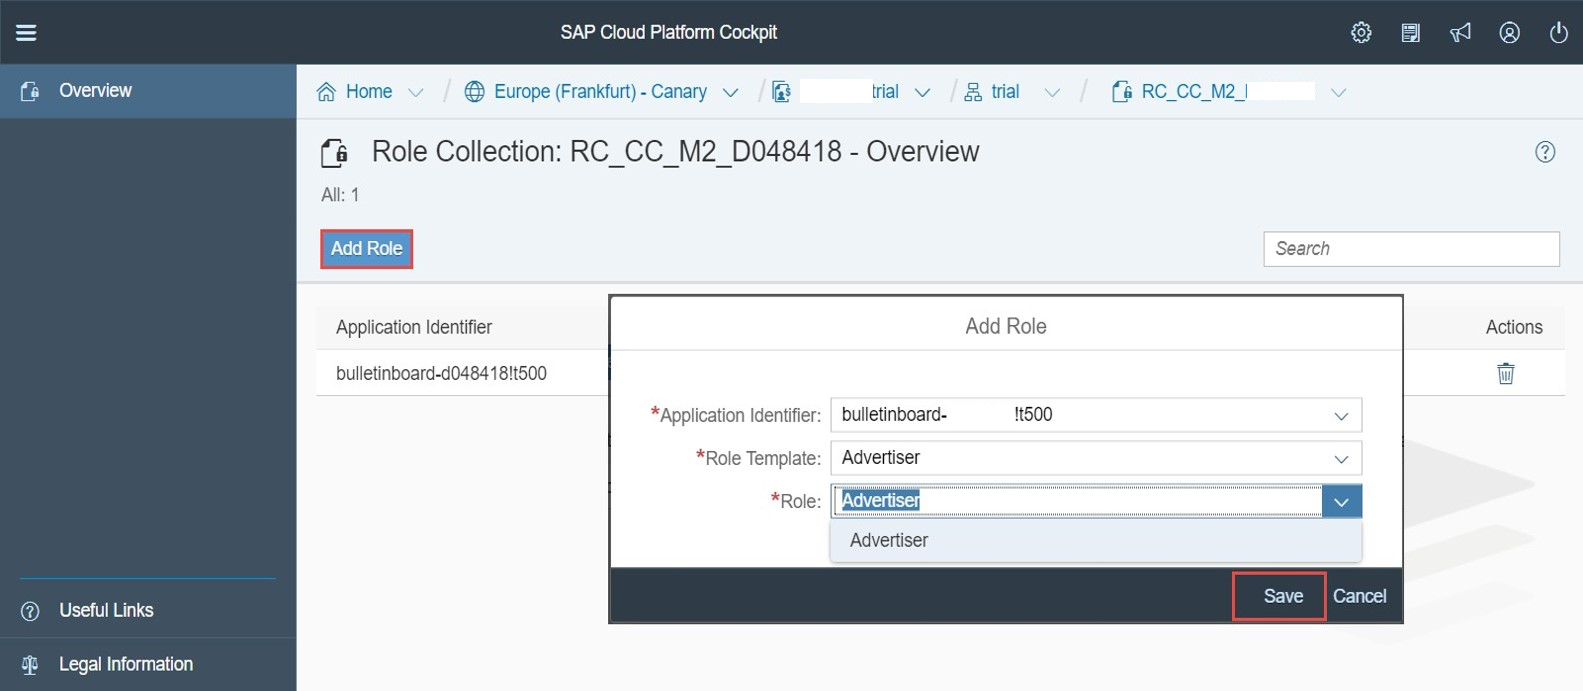 SAP Cloud Platform Cockpit
Overview
Home
Europe (Frankfurt) - Canary
trial
trial
RC_CC_M2_
Role Collection: RC_CC_M2_D048418 - Overview
All: 1
Add Role
Search
Application Identifier
Actions
bulletinboard-d048418!t500
Add Role
*Application Identifier: bulletinboard- !t500
*Role Template: Advertiser
*Role: Advertiser
Advertiser
Save Cancel
Useful Links
Legal Information